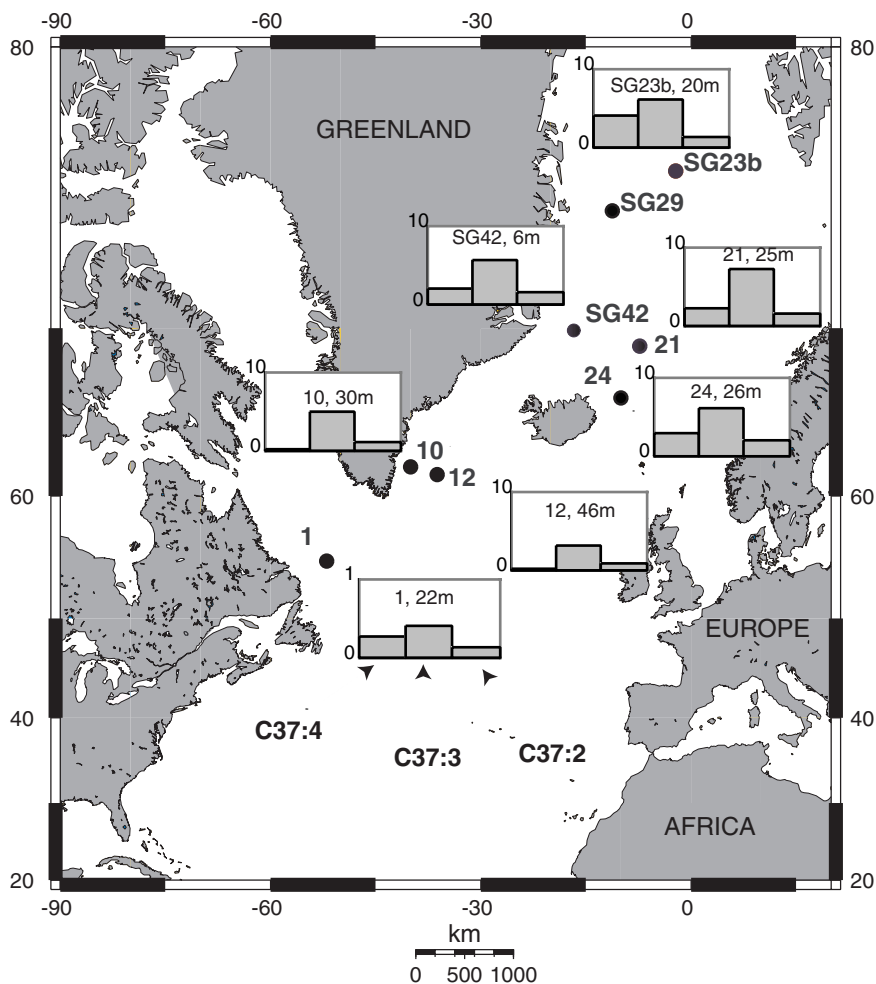 -90 -60 -30 0
80 80
10
SG23b, 20m
0
GREENLAND
SG23b
SG29
10
SG42, 6m
0
10
21, 25m
0
SG42
21
24
10
10, 30m
0
10
24, 26m
0
10
12
60 60
10
12, 46m
0
1
1
1, 22m
0
EUROPE
40 40
C37:4
C37:3
C37:2
AFRICA
20 20
-90 -60 -30 0
km
0 500 1000